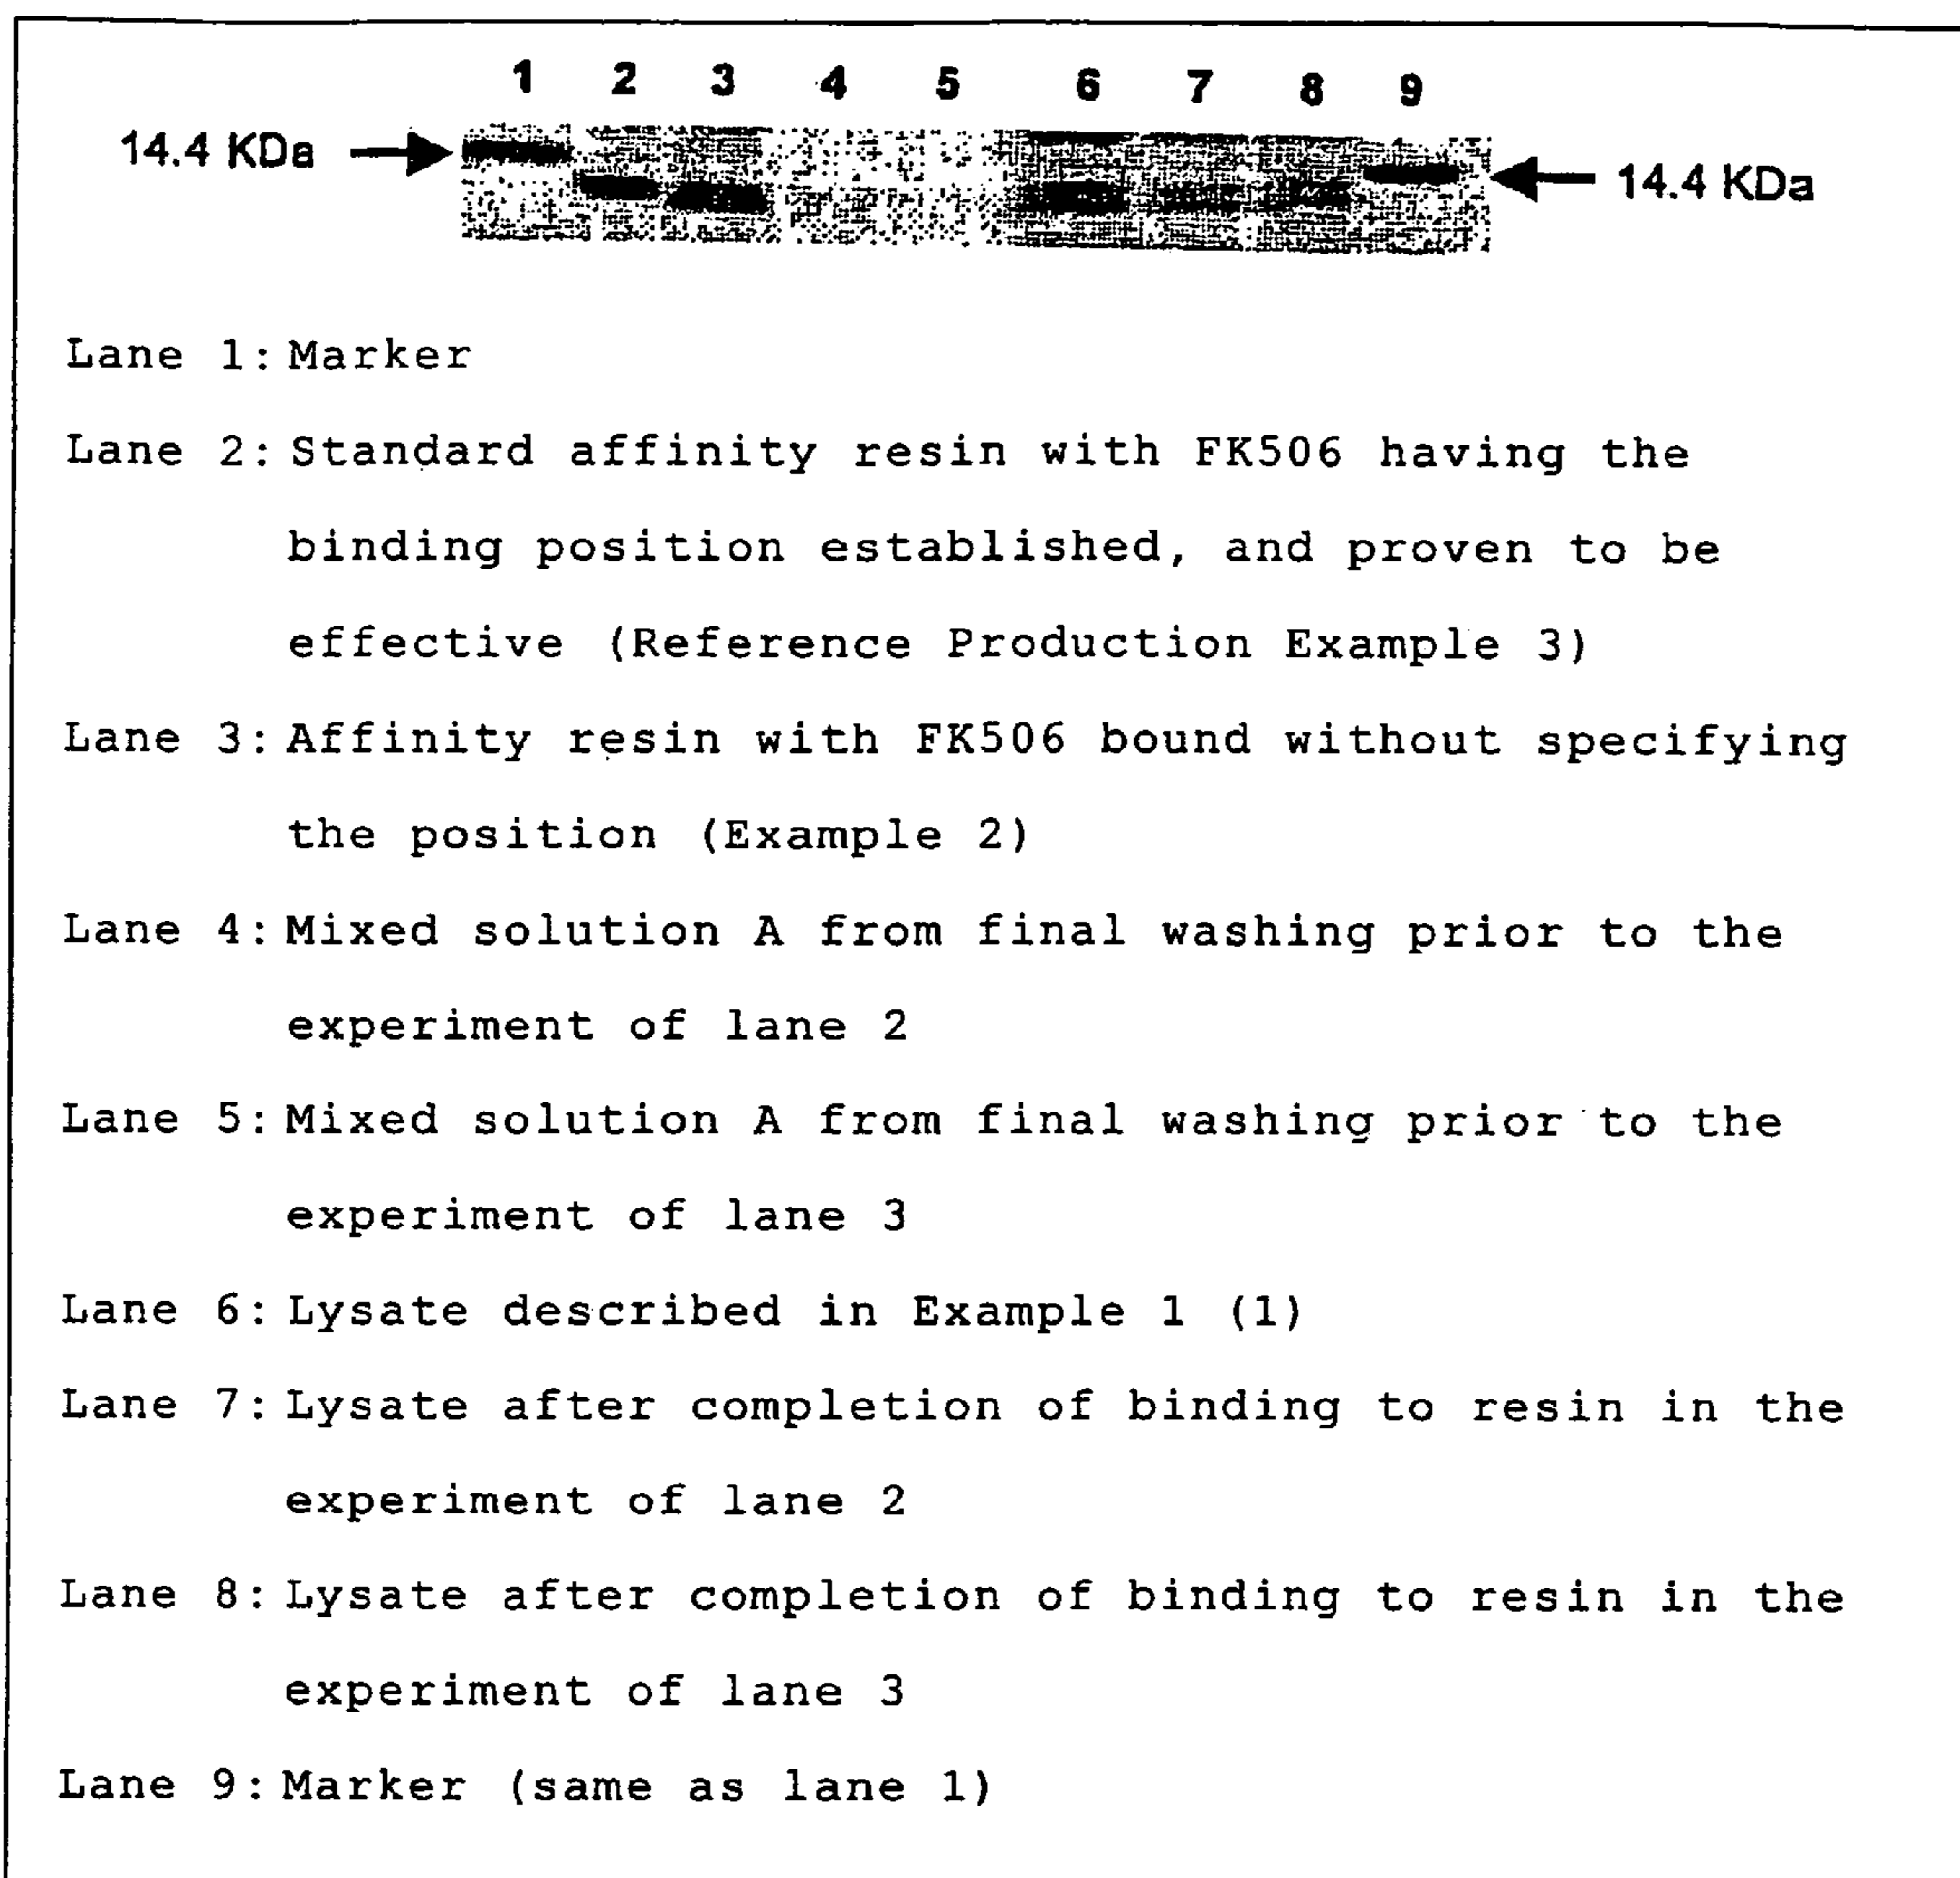 1 2 3 4 5 6 7 8 9
14.4 KDa
14.4 KDa
Lane 1: Marker
Lane 2: Standard affinity resin with FK506 having the
binding position established, and proven to be
effective (Reference Production Example 3)
Lane 3: Affinity resin with FK506 bound without specifying
the position (Example 2)
Lane 4: Mixed solution A from final washing prior to the
experiment of lane 2
Lane 5: Mixed solution A from final washing prior to the
experiment of lane 3
Lane 6: Lysate described in Example 1 (1)
Lane 7: Lysate after completion of binding to resin in the
experiment of lane 2
Lane 8: Lysate after completion of binding to resin in the
experiment of lane 3
Lane 9: Marker (same as lane 1)